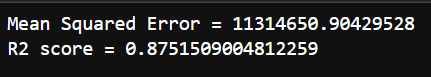 Mean Squared Error = 11314650.90429528
R2 score = 0.8751509004812259